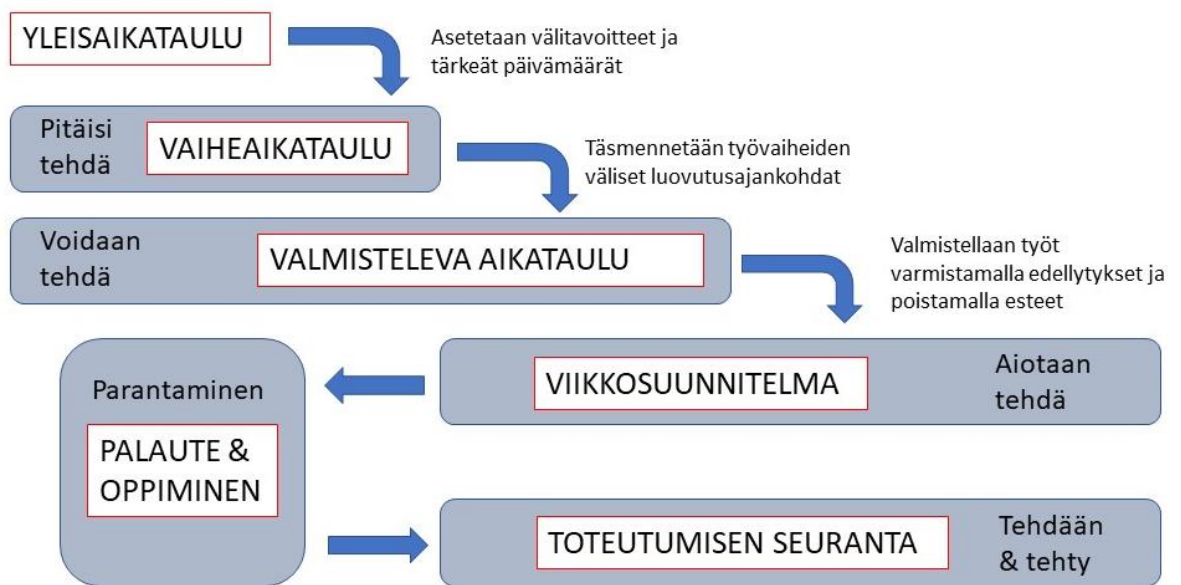 YLEISAIKATAULU
Asetetaan välitavoitteet ja
tärkeät päivämäärät
Pitäisi
tehdä
VAIHEAIKATAULU
Täsmennetään työvaiheiden
väliset luovutusajankohdat
Voidaan
tehdä
VALMISTELEVA AIKATAULU
Valmistellaan työt
varmistamalla edellytykset ja
poistamalla esteet
VIIKKOSUUNNITELMA
Aiotaan
tehdä
Parantaminen
PALAUTE &
OPPIMINEN
TOTEUTUMISEN SEURANTA
Tehdään
& tehty